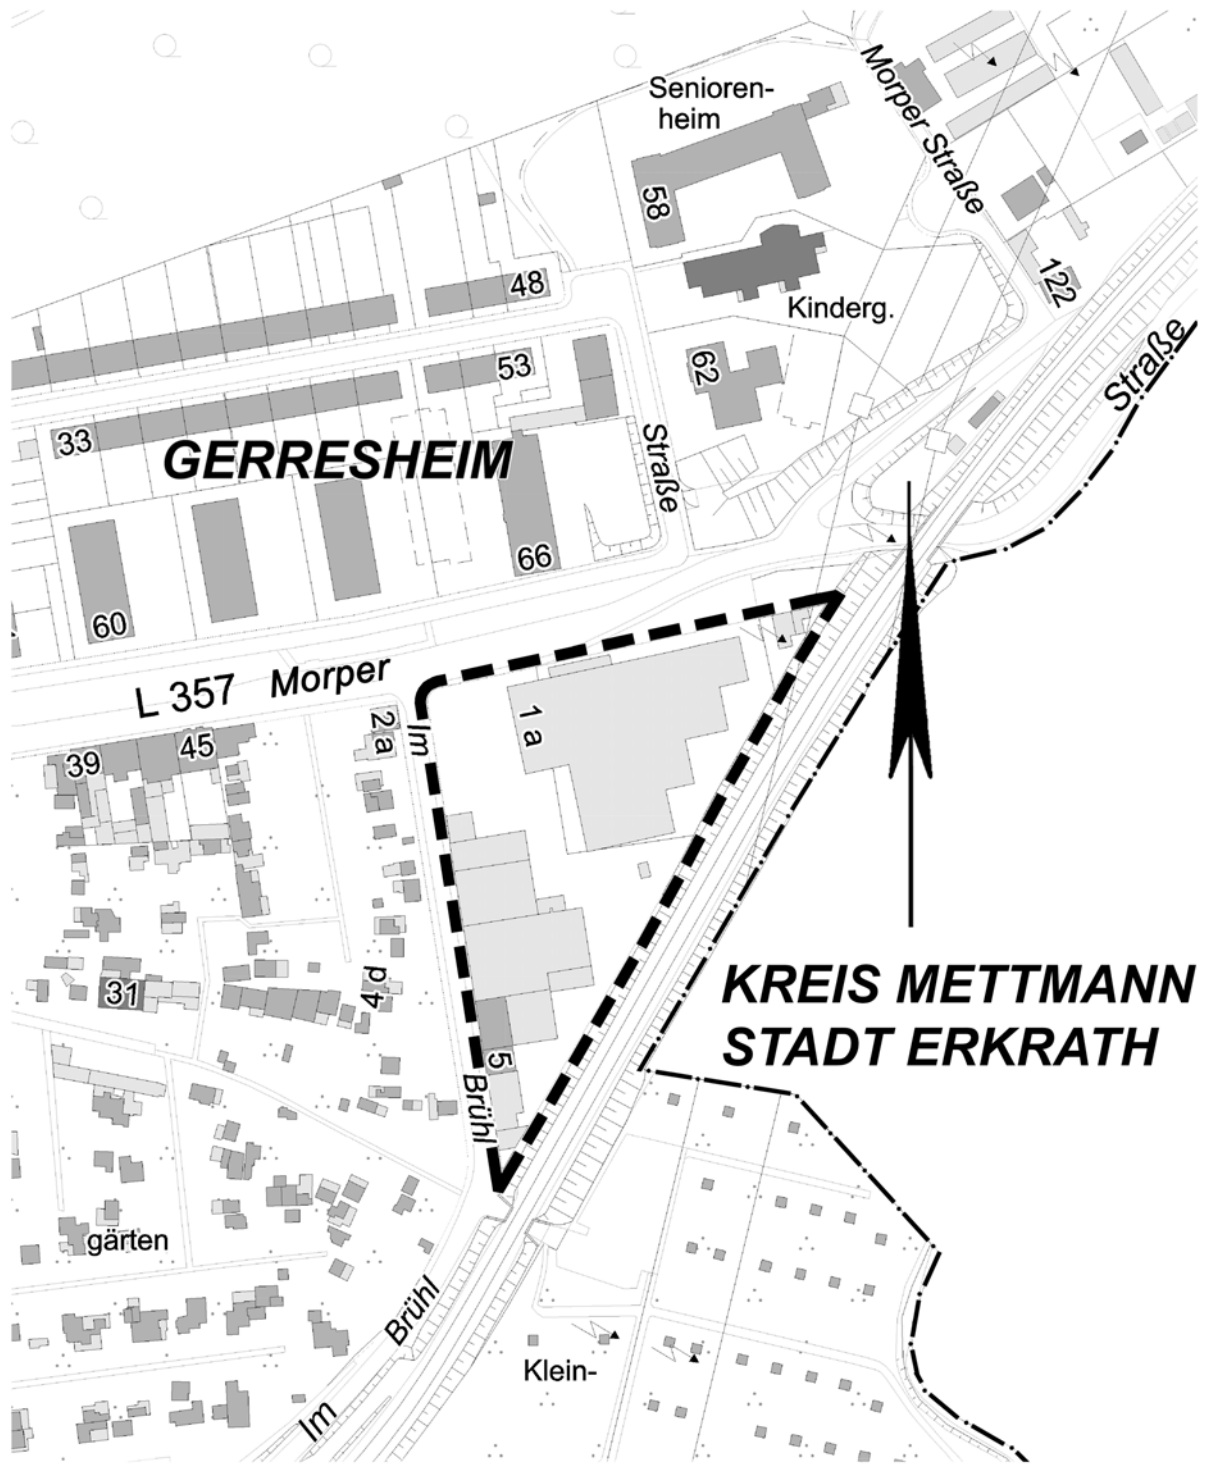 Senioren-
heim
58
Morper Straße
122
Straße
48
Kinderg.
53
62
33
GERRESHEIM
Straße
66
60
L 357 Morper
2 a
Im
1 a
39
45
31
4 d
KREIS METTMANN
STADT ERKRATH
5
Brühl
gärten
Brühl
Klein-
Im